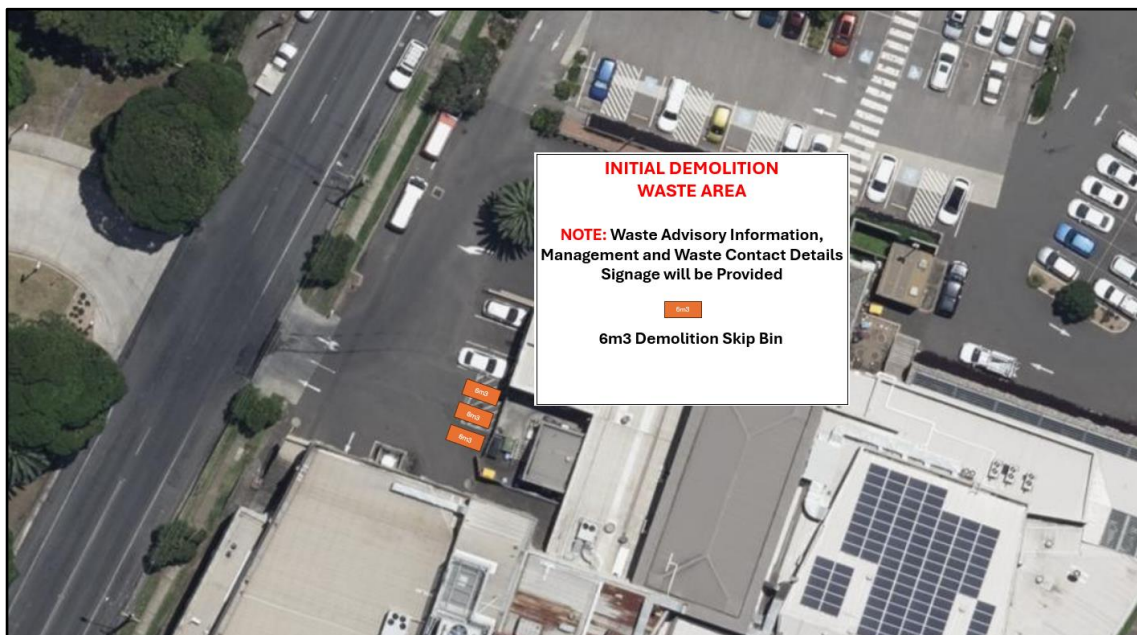 INITIAL DEMOLITION
WASTE AREA
NOTE: Waste Advisory Information,
Management and Waste Contact Details
Signage will be Provided
6m3
6m3 Demolition Skip Bin
6m3
6m3
6m3